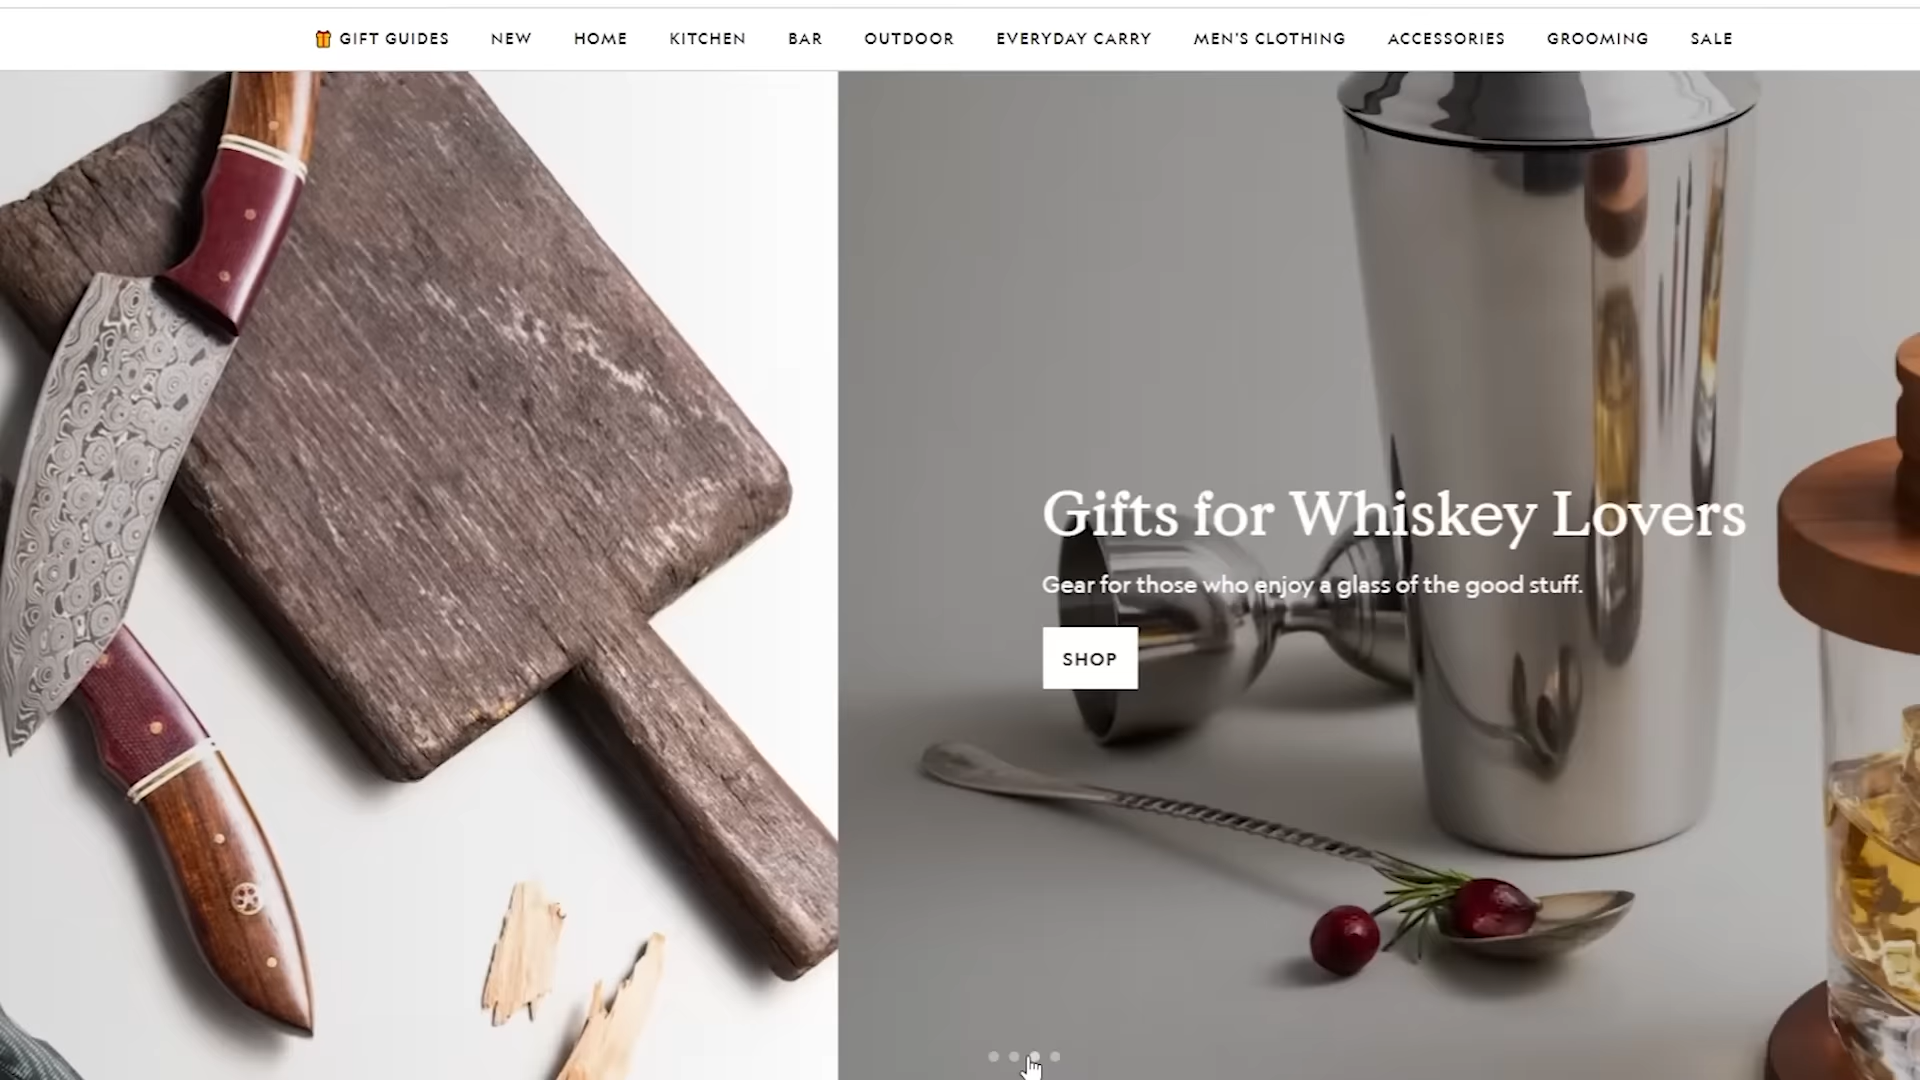 GIFT GUIDES NEW HOME KITCHEN BAR OUTDOOR EVERYDAY CARRY MEN'S CLOTHING ACCESSORIES GROOMING SALE
Gifts for Whiskey Lovers
Gear for those who enjoy a glass of the good stuff.
SHOP